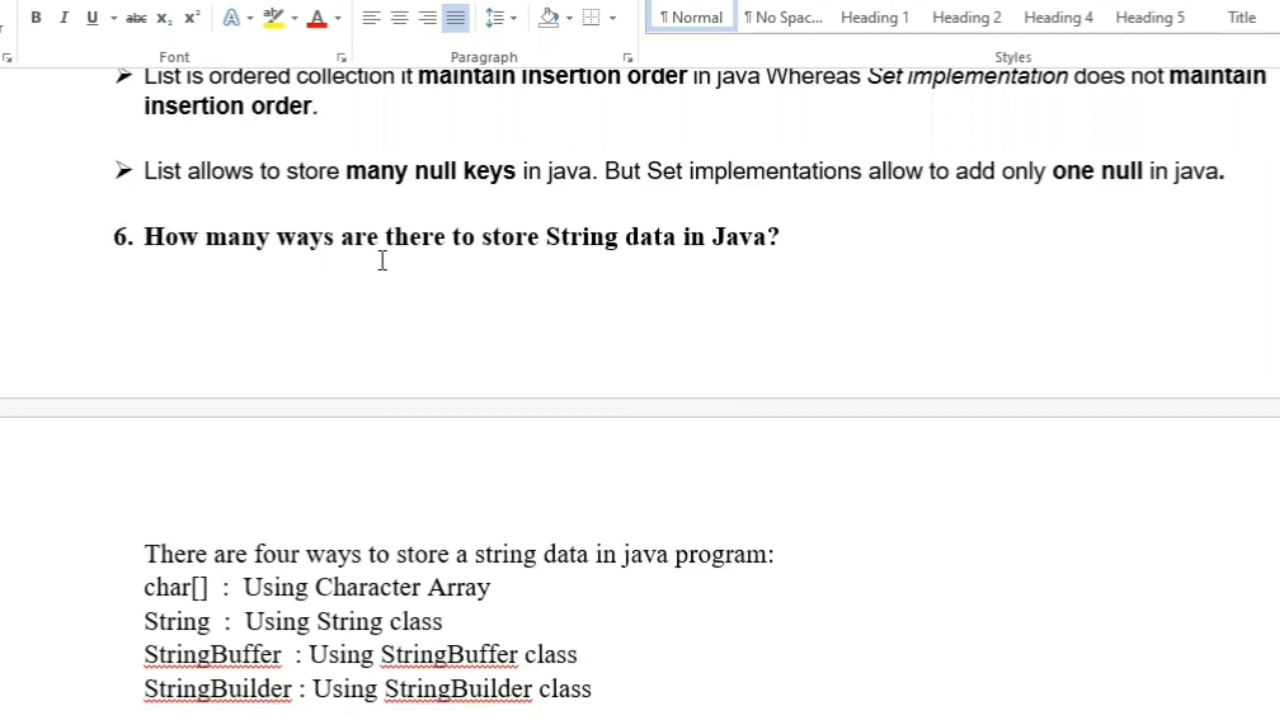 B I U abc X₂ X² A ab A ¶ Normal ¶ No Spac... Heading 1 Heading 2 Heading 4 Heading 5 Title
Font Paragraph Styles
➢ List is ordered collection it maintain insertion order in java Whereas Set implementation does not maintain
insertion order.
➢ List allows to store many null keys in java. But Set implementations allow to add only one null in java.
6. How many ways are there to store String data in Java?
There are four ways to store a string data in java program:
char[] : Using Character Array
String : Using String class
StringBuffer : Using StringBuffer class
StringBuilder : Using StringBuilder class